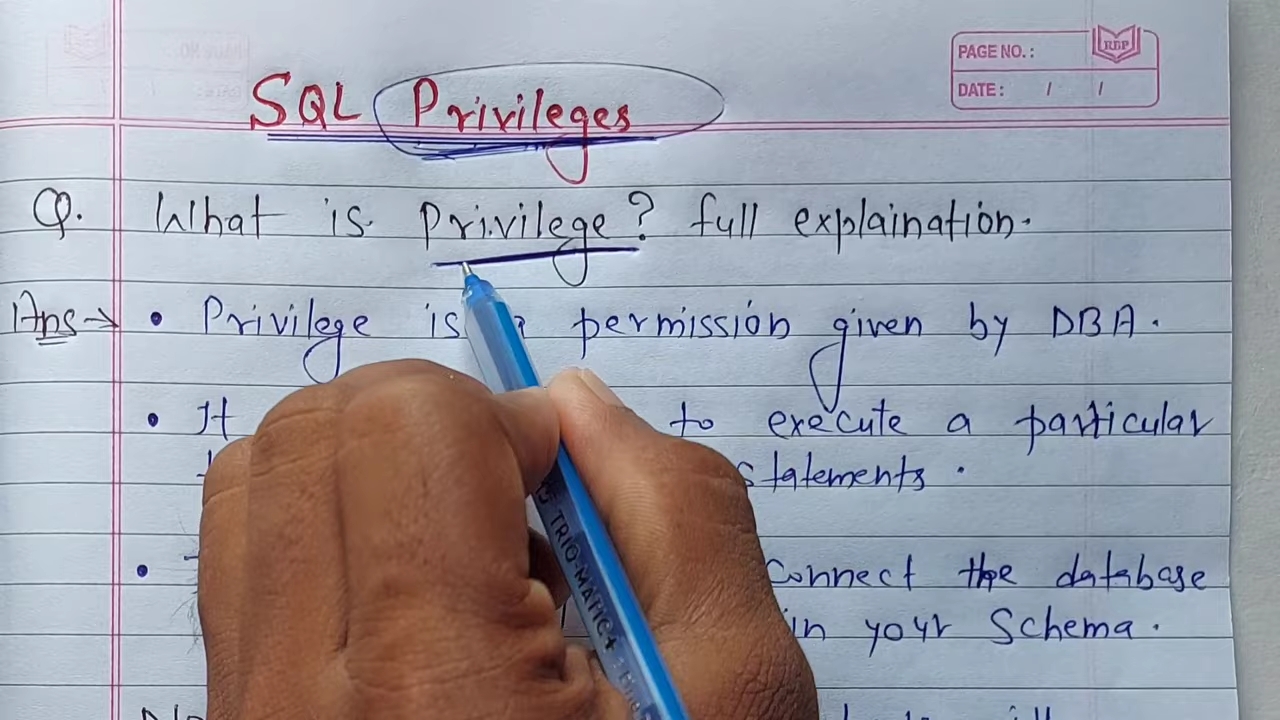 PAGE NO. :
RBP
DATE : / /
SQL Privileges
Q. What is Privilege? full explaination.
Ans → • Privilege is a permission given by DBA.
• It to execute a particular
statements.
• connect the database
in your Schema.